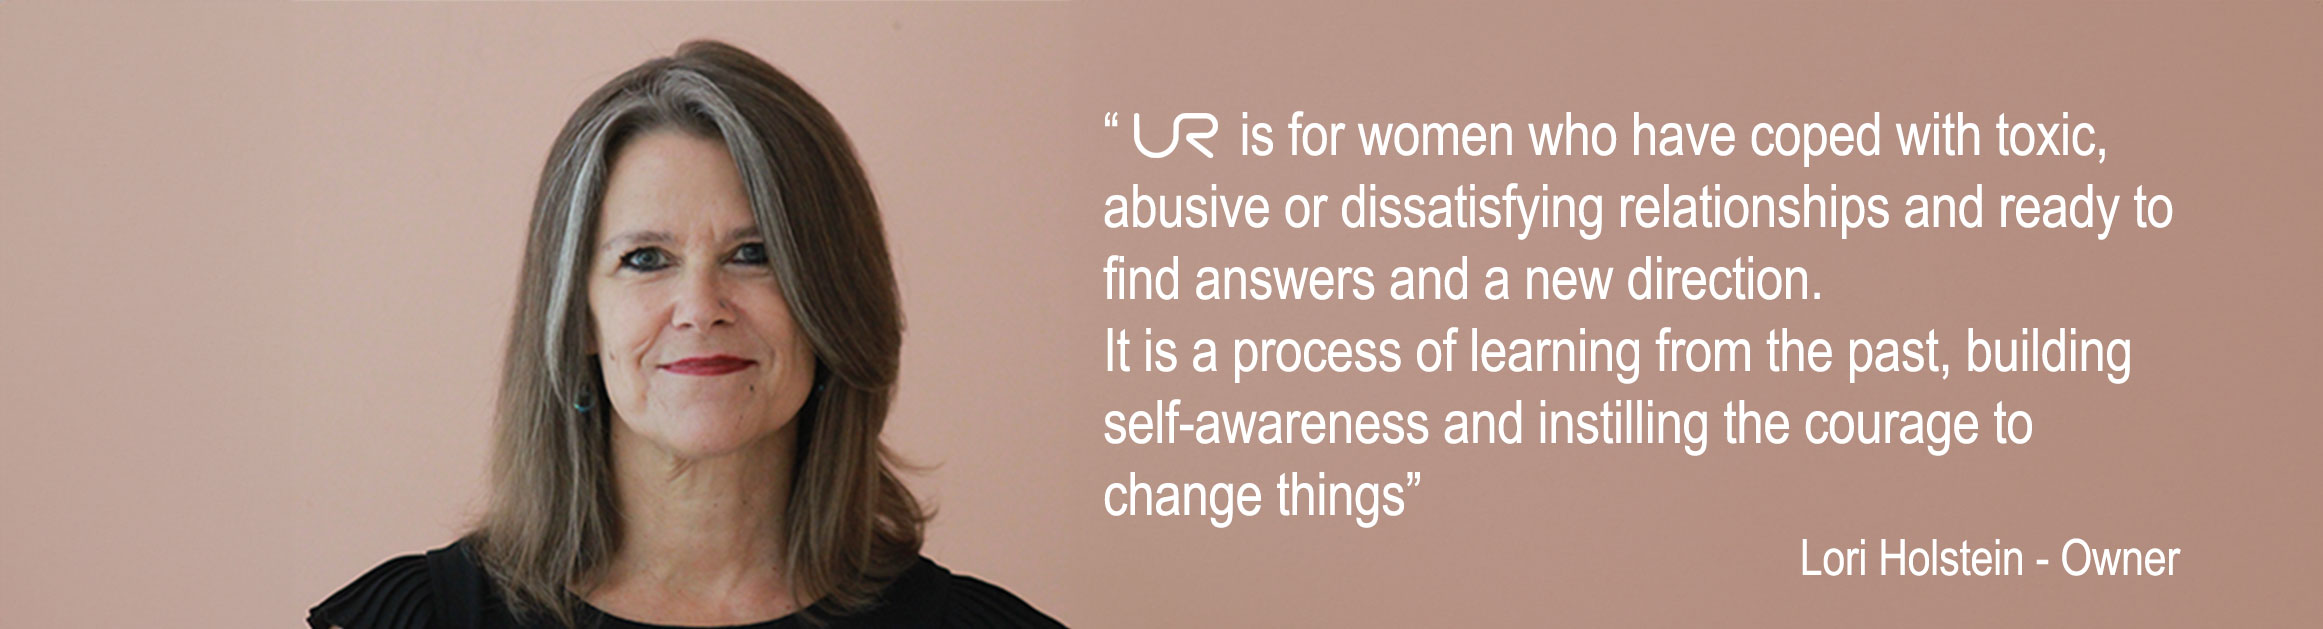 “ UR is for women who have coped with toxic,
abusive or dissatisfying relationships and ready to
find answers and a new direction.
It is a process of learning from the past, building
self-awareness and instilling the courage to
change things”
Lori Holstein - Owner